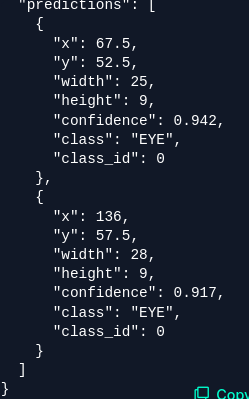 "predictions": [
{
"x": 67.5,
"y": 52.5,
"width": 25,
"height": 9,
"confidence": 0.942,
"class": "EYE",
"class_id": 0
},
{
"x": 136,
"y": 57.5,
"width": 28,
"height": 9,
"confidence": 0.917,
"class": "EYE",
"class_id": 0
}
]
}
Copy